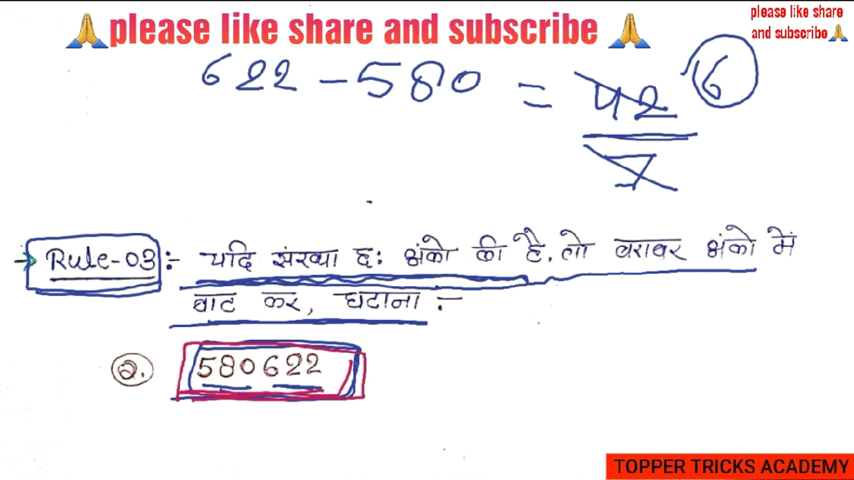 🙏please like share and subscribe 🙏
please like share
and subscribe🙏
622 - 580 = 42 6
7
→ Rule-03 :- यदि संख्या छः अंको की है, तो बराबर अंको में
बाट कर, घटाना :-
Q. 580622
TOPPER TRICKS ACADEMY